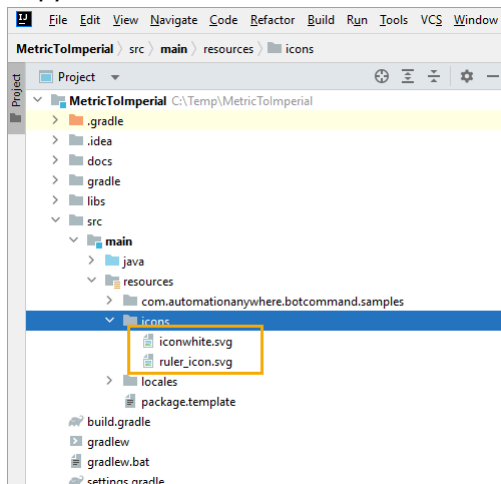 File Edit View Navigate Code Refactor Build Run Tools VCS Window
MetricToImperial src main resources icons
Project
Project
MetricToImperial C:\Temp\MetricToImperial
.gradle
.idea
docs
gradle
libs
src
main
java
resources
com.automationanywhere.botcommand.samples
icons
iconwhite.svg
ruler_icon.svg
locales
package.template
build.gradle
gradlew
gradlew.bat
settings.gradle